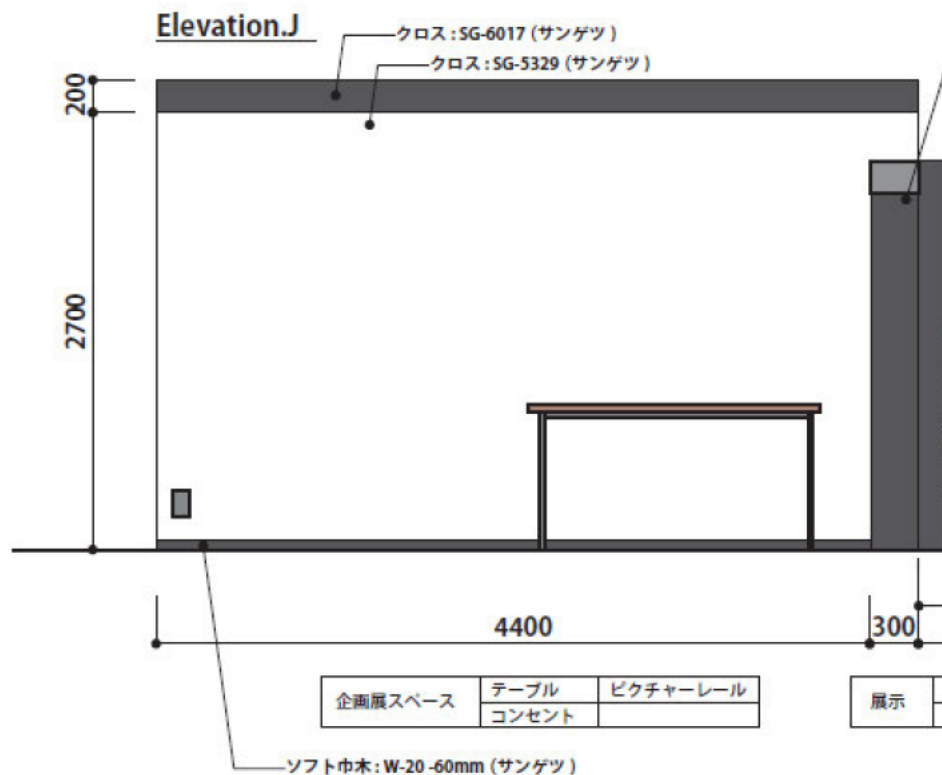 Elevation.J
クロス : SG-6017 (サンゲツ )
クロス : SG-5329 (サンゲツ )
200
2700
4400
300
企画展スペース
テーブル
ピクチャーレール
コンセント
展示
ソフト巾木 : W-20 -60mm (サンゲツ )